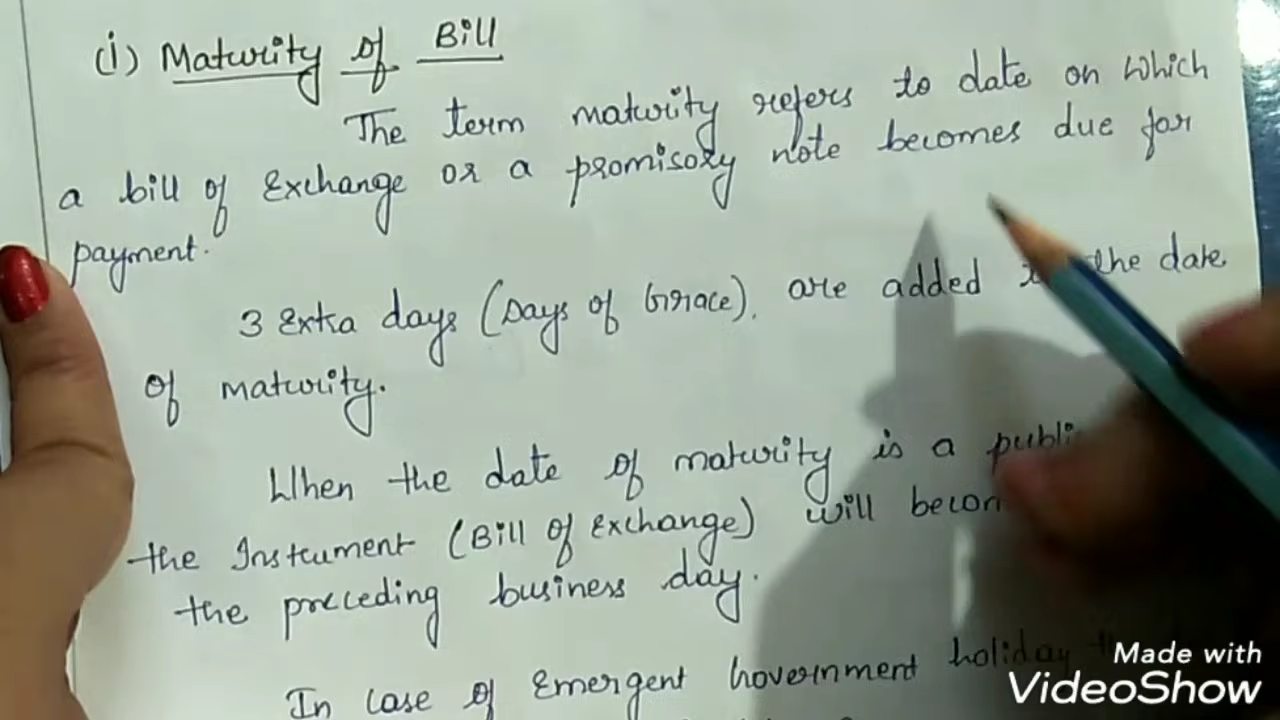 (i) Maturity of Bill
The term maturity refers to date on which
a bill of Exchange or a promisory note becomes due for
payment.
3 Extra days (Days of Grace). are added the date
of maturity.
When the date of maturity is a
the Instrument (Bill of Exchange) will
the preceding business day.
In case of Emergent Government holiday
Made with
VideoShow